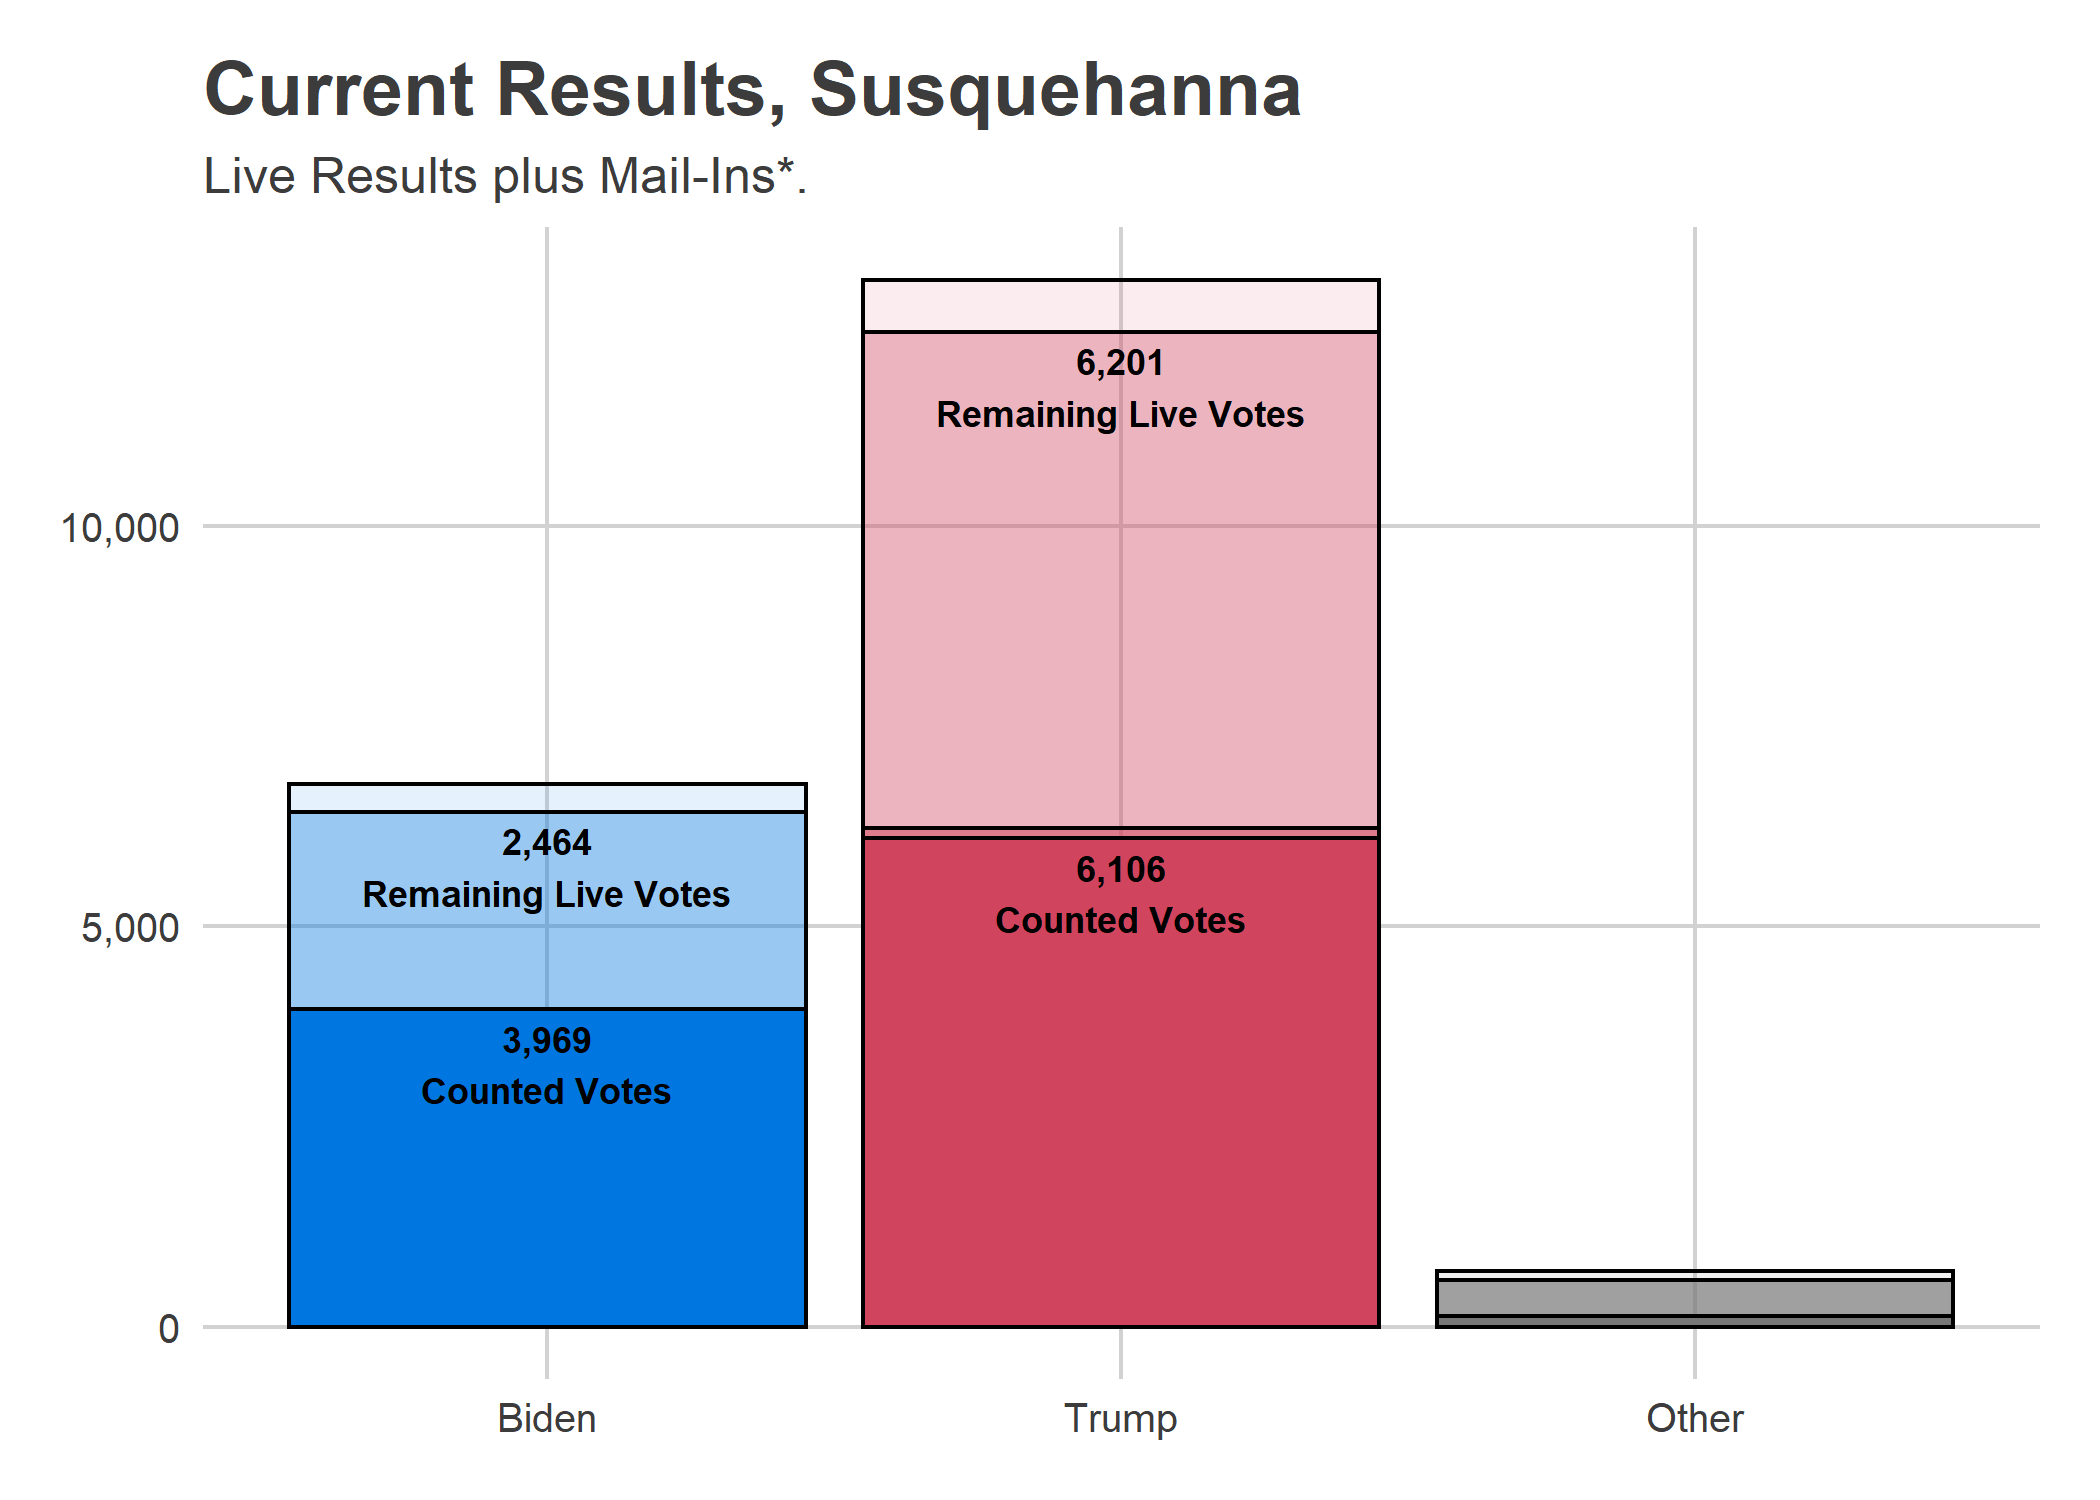 Current Results, Susquehanna
Live Results plus Mail-Ins*.
6,201
Remaining Live Votes
10,000
2,464
Remaining Live Votes
6,106
Counted Votes
5,000
3,969
Counted Votes
0
Biden
Trump
Other